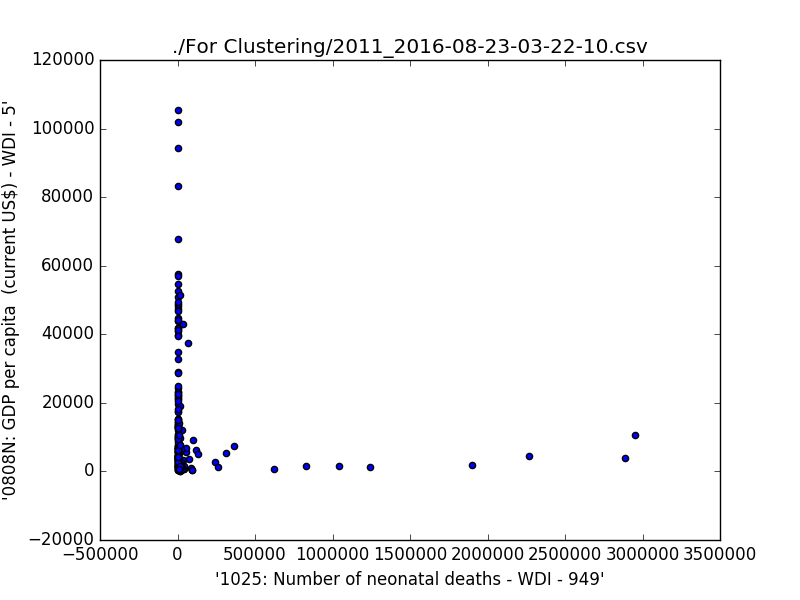 ./For Clustering/2011_2016-08-23-03-22-10.csv
120000
100000
80000
60000
40000
20000
0
−20000
'0808N: GDP per capita  (current US$) - WDI - 5'
−500000 0 500000 1000000 1500000 2000000 2500000 3000000 3500000
'1025: Number of neonatal deaths - WDI - 949'